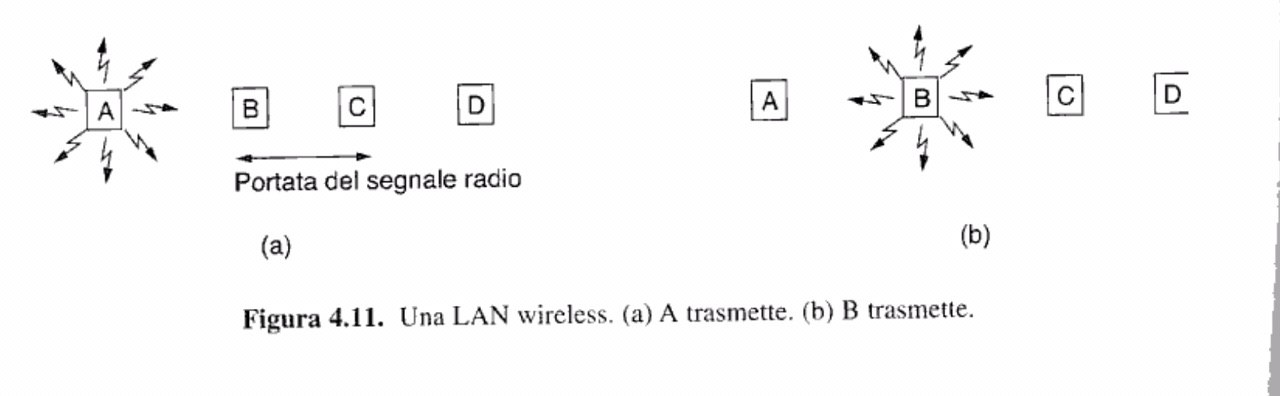 A B C D
Portata del segnale radio
(a)
A B C D
(b)
Figura 4.11. Una LAN wireless. (a) A trasmette. (b) B trasmette.